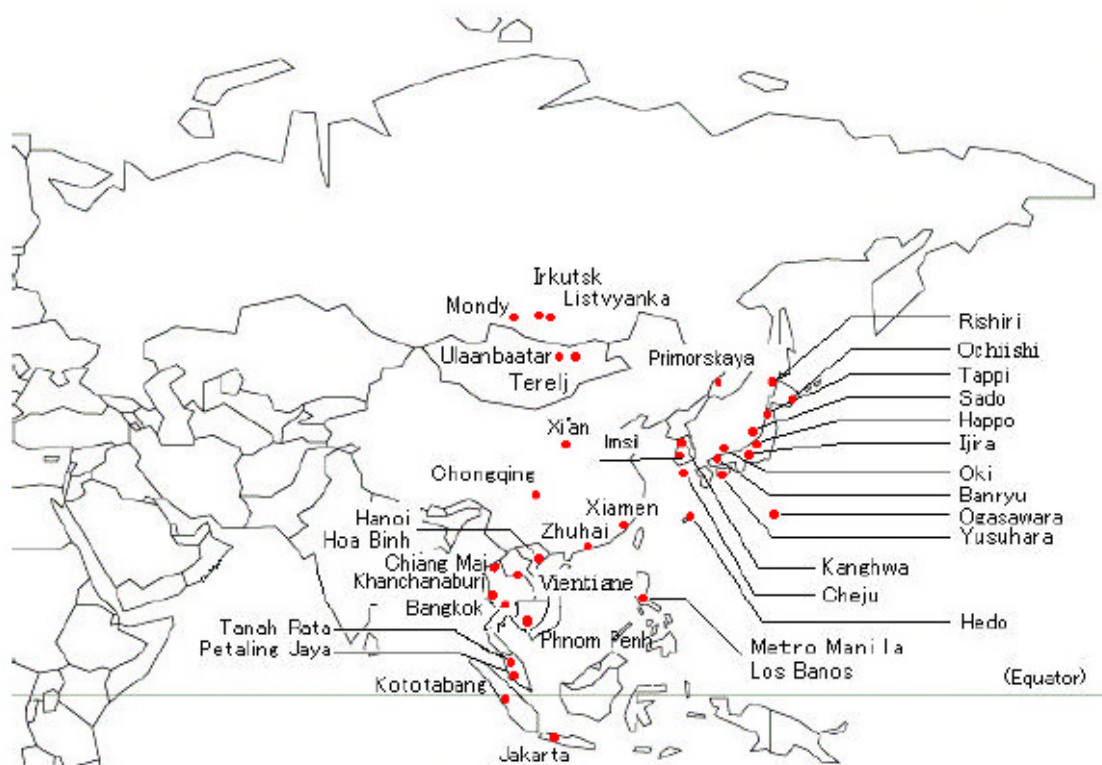 Irkutsk
Mondy
Listvyanka
Ulaanbaatar
Terelj
Primorskaya
Rishiri
Ochiishi
Tappi
Sado
Happo
Ijira
Oki
Banryu
Ogasawara
Yusuhara
Xi'an
Imsil
Chongqing
Xiamen
Hanoi
Zhuhai
Hoa Binh
Chiang Mai
Khanchanaburi
Vientiane
Bangkok
Kanghwa
Cheju
Hedo
Tanah Rata
Phnom Penh
Petaling Jaya
Metro Manila
Los Banos
Kototabang
(Equator)
Jakarta